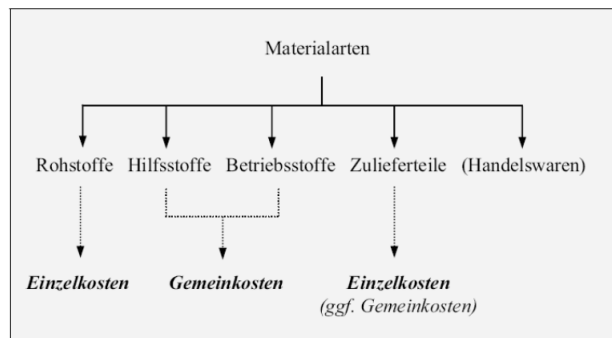 Materialarten
Rohstoffe Hilfsstoffe Betriebsstoffe Zulieferteile (Handelswaren)
Einzelkosten Gemeinkosten Einzelkosten
(ggf. Gemeinkosten)